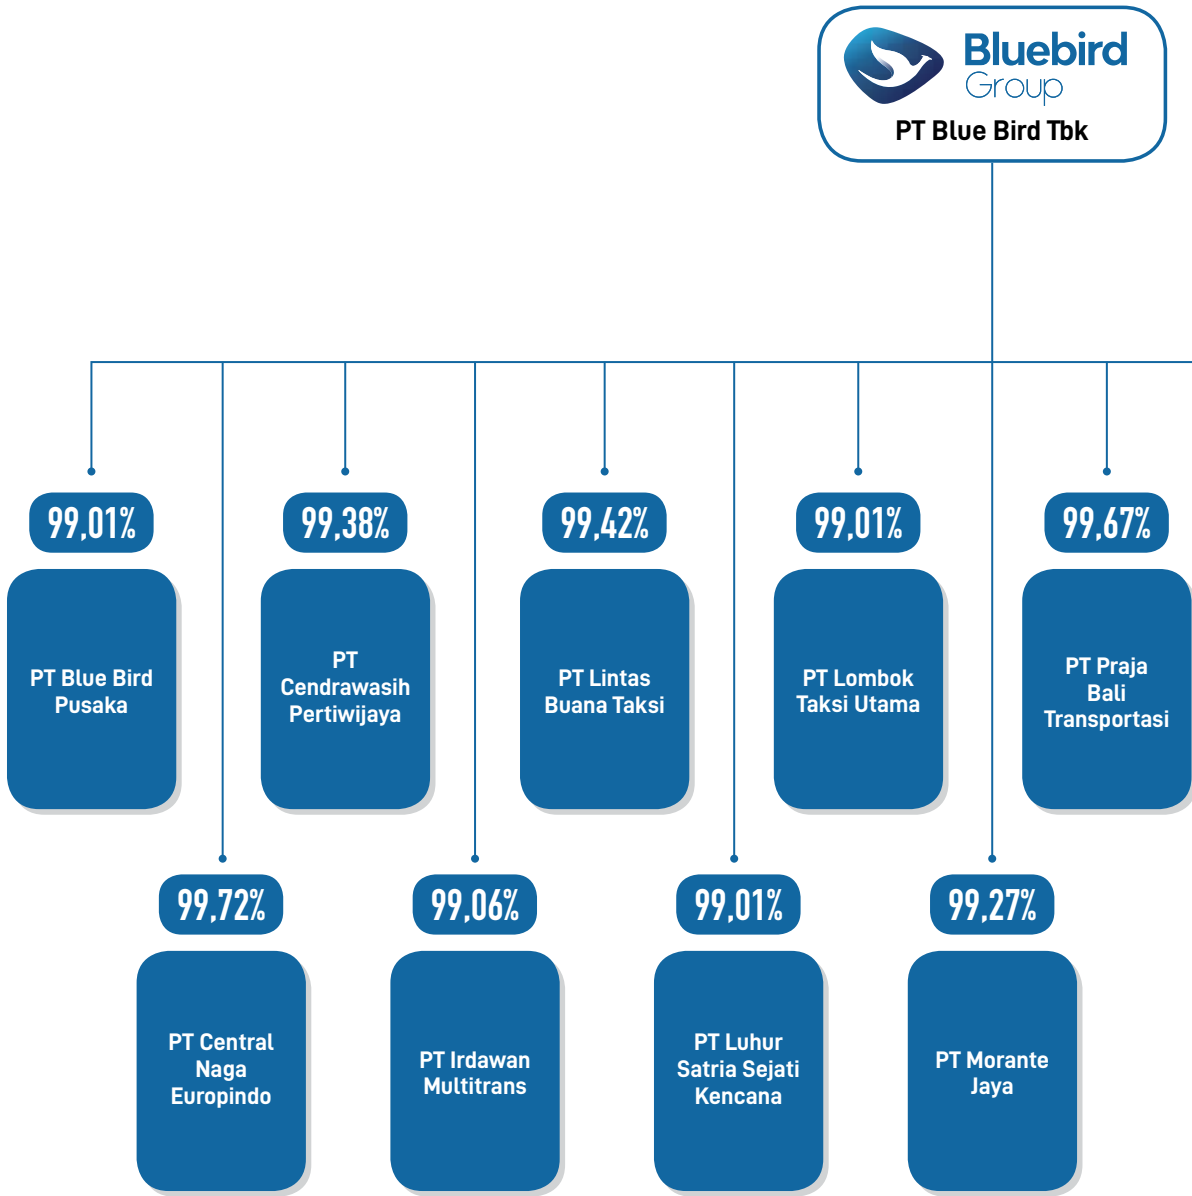 Bluebird
Group
PT Blue Bird Tbk
99,01%
99,38%
99,42%
99,01%
99,67%
PT Blue Bird
Pusaka
PT
Cendrawasih
Pertiwijaya
PT Lintas
Buana Taksi
PT Lombok
Taksi Utama
PT Praja
Bali
Transportasi
99,72%
99,06%
99,01%
99,27%
PT Central
Naga
Europindo
PT Irdawan
Multitrans
PT Luhur
Satria Sejati
Kencana
PT Morante
Jaya